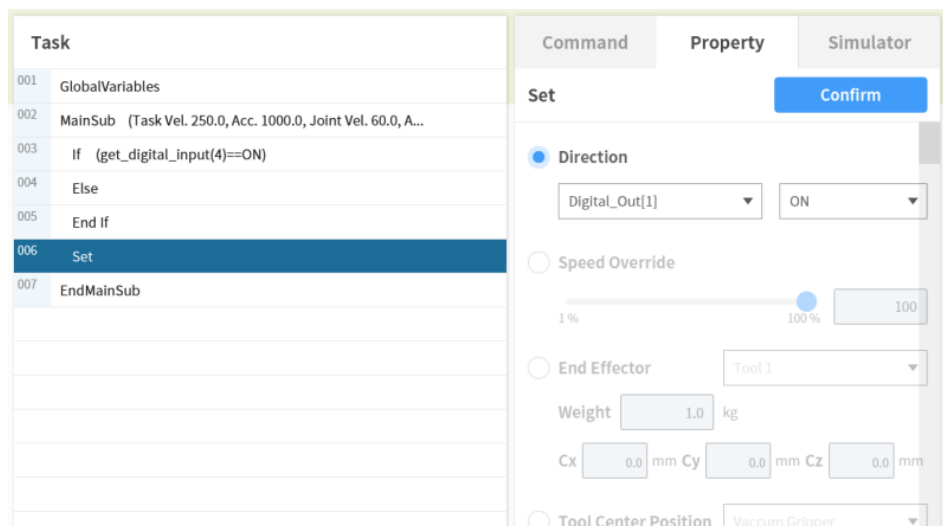 Task
001 GlobalVariables
002 MainSub (Task Vel. 250.0, Acc. 1000.0, Joint Vel. 60.0, A...
003 If (get_digital_input(4)==ON)
004 Else
005 End If
006 Set
007 EndMainSub
Command Property Simulator
Set Confirm
Direction
Digital_Out[1] ON
Speed Override
1 % 100 % 100
End Effector Tool 1
Weight 1.0 kg
Cx 0.0 mm Cy 0.0 mm Cz 0.0 mm
Tool Center Position Vaccum Gripper